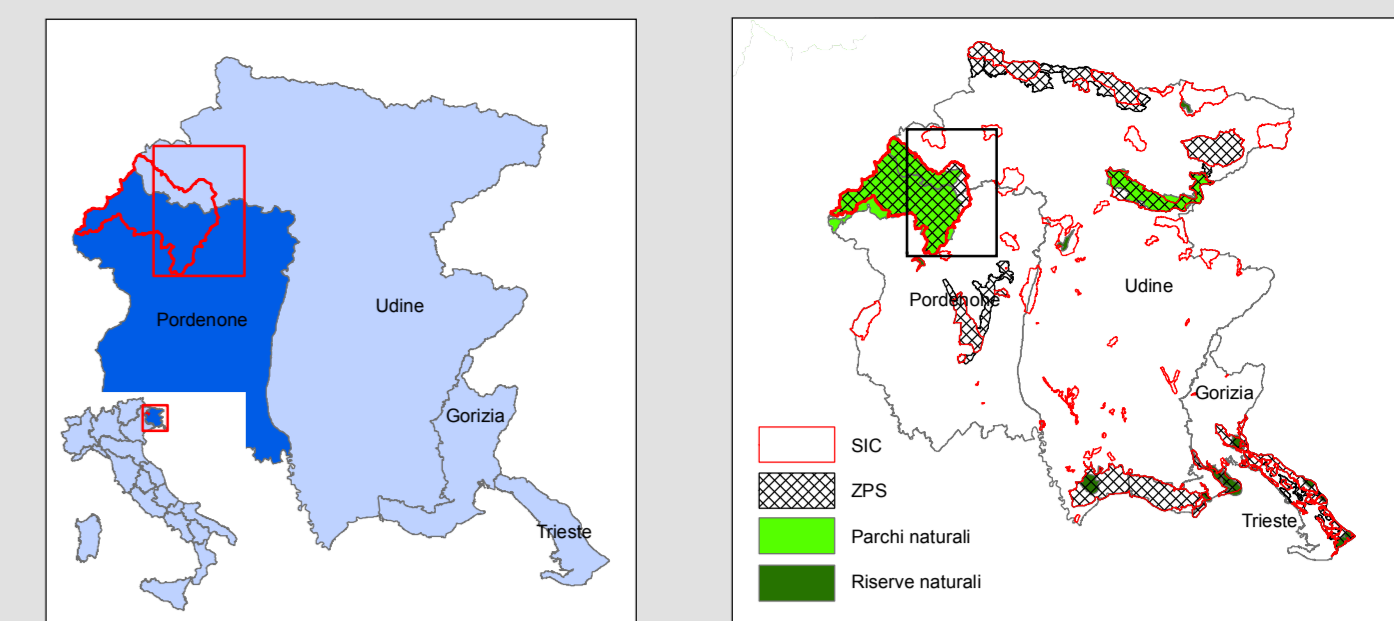 Udine
Pordenone
Gorizia
Trieste
Udine
Pordenone
Gorizia
Trieste
SIC
ZPS
Parchi naturali
Riserve naturali